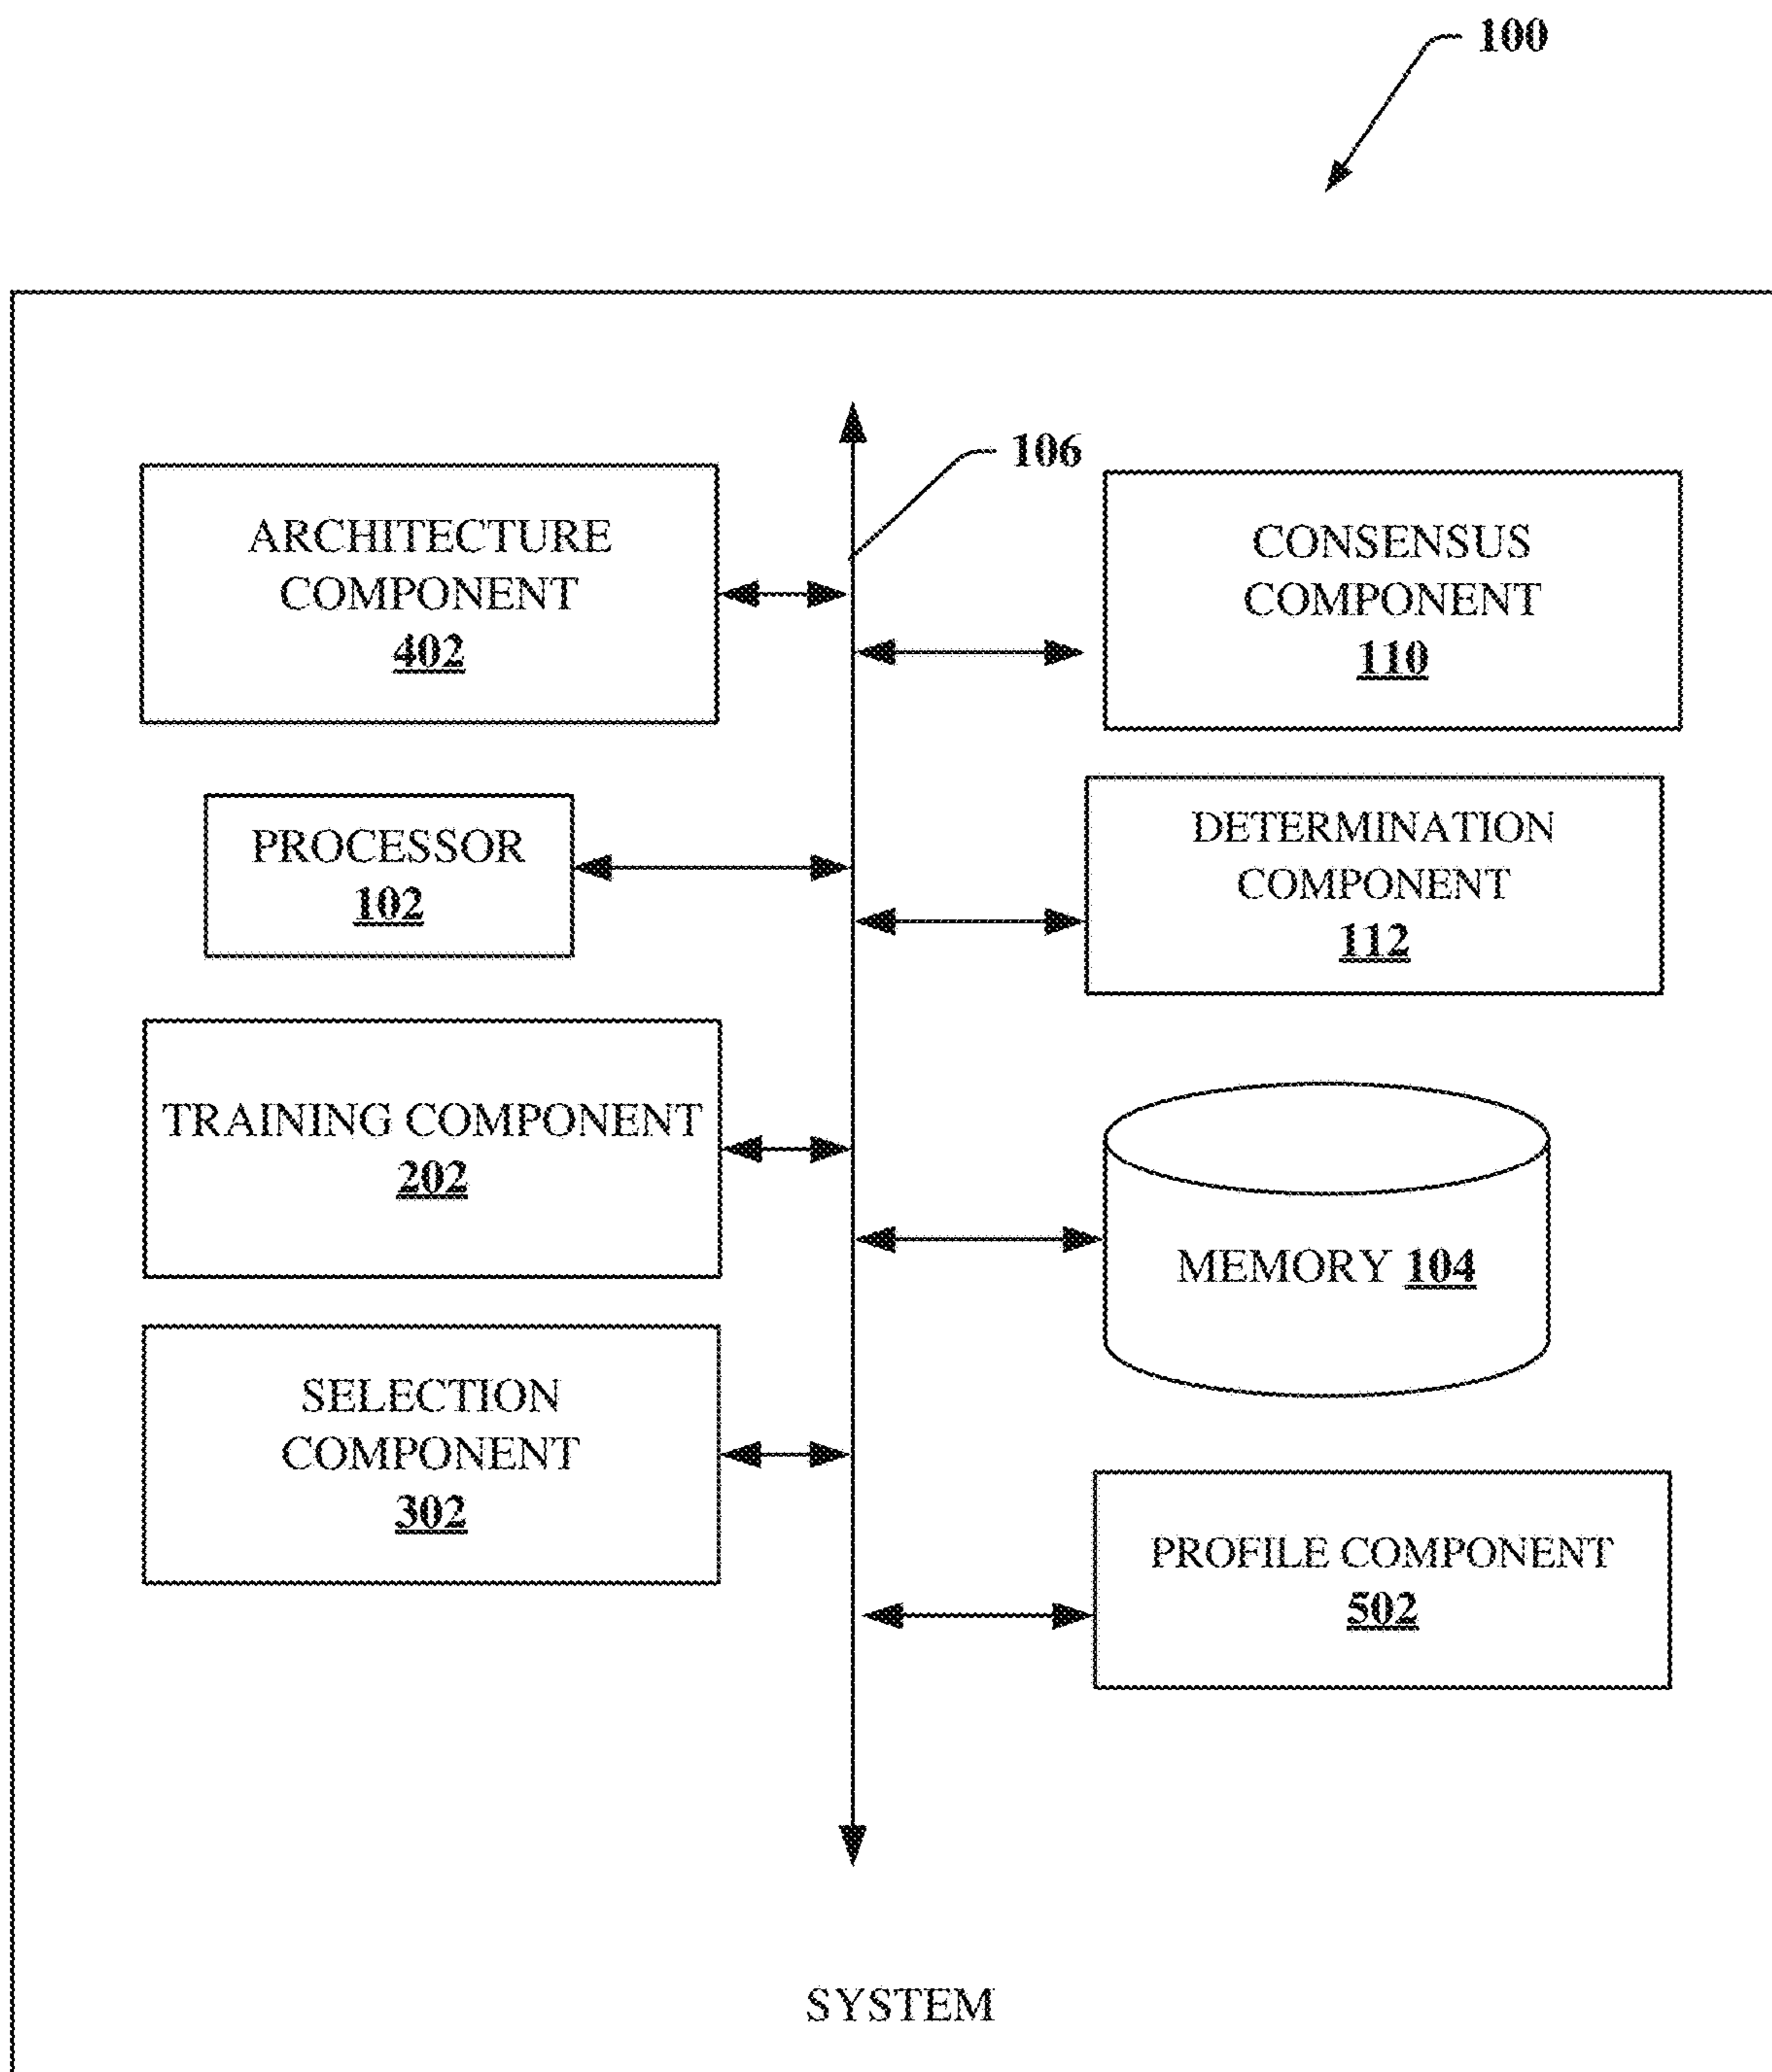 100
106
ARCHITECTURE
COMPONENT
402
CONSENSUS
COMPONENT
110
PROCESSOR
102
DETERMINATION
COMPONENT
112
TRAINING COMPONENT
202
MEMORY 104
SELECTION
COMPONENT
302
PROFILE COMPONENT
502
SYSTEM